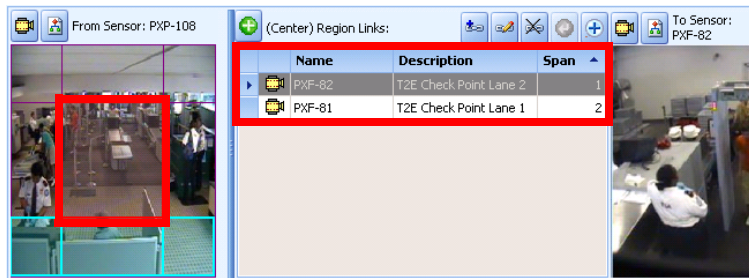 From Sensor: PXP-108
(Center) Region Links:
To Sensor:
PXF-82
Name Description Span
PXF-82 T2E Check Point Lane 2 1
PXF-81 T2E Check Point Lane 1 2